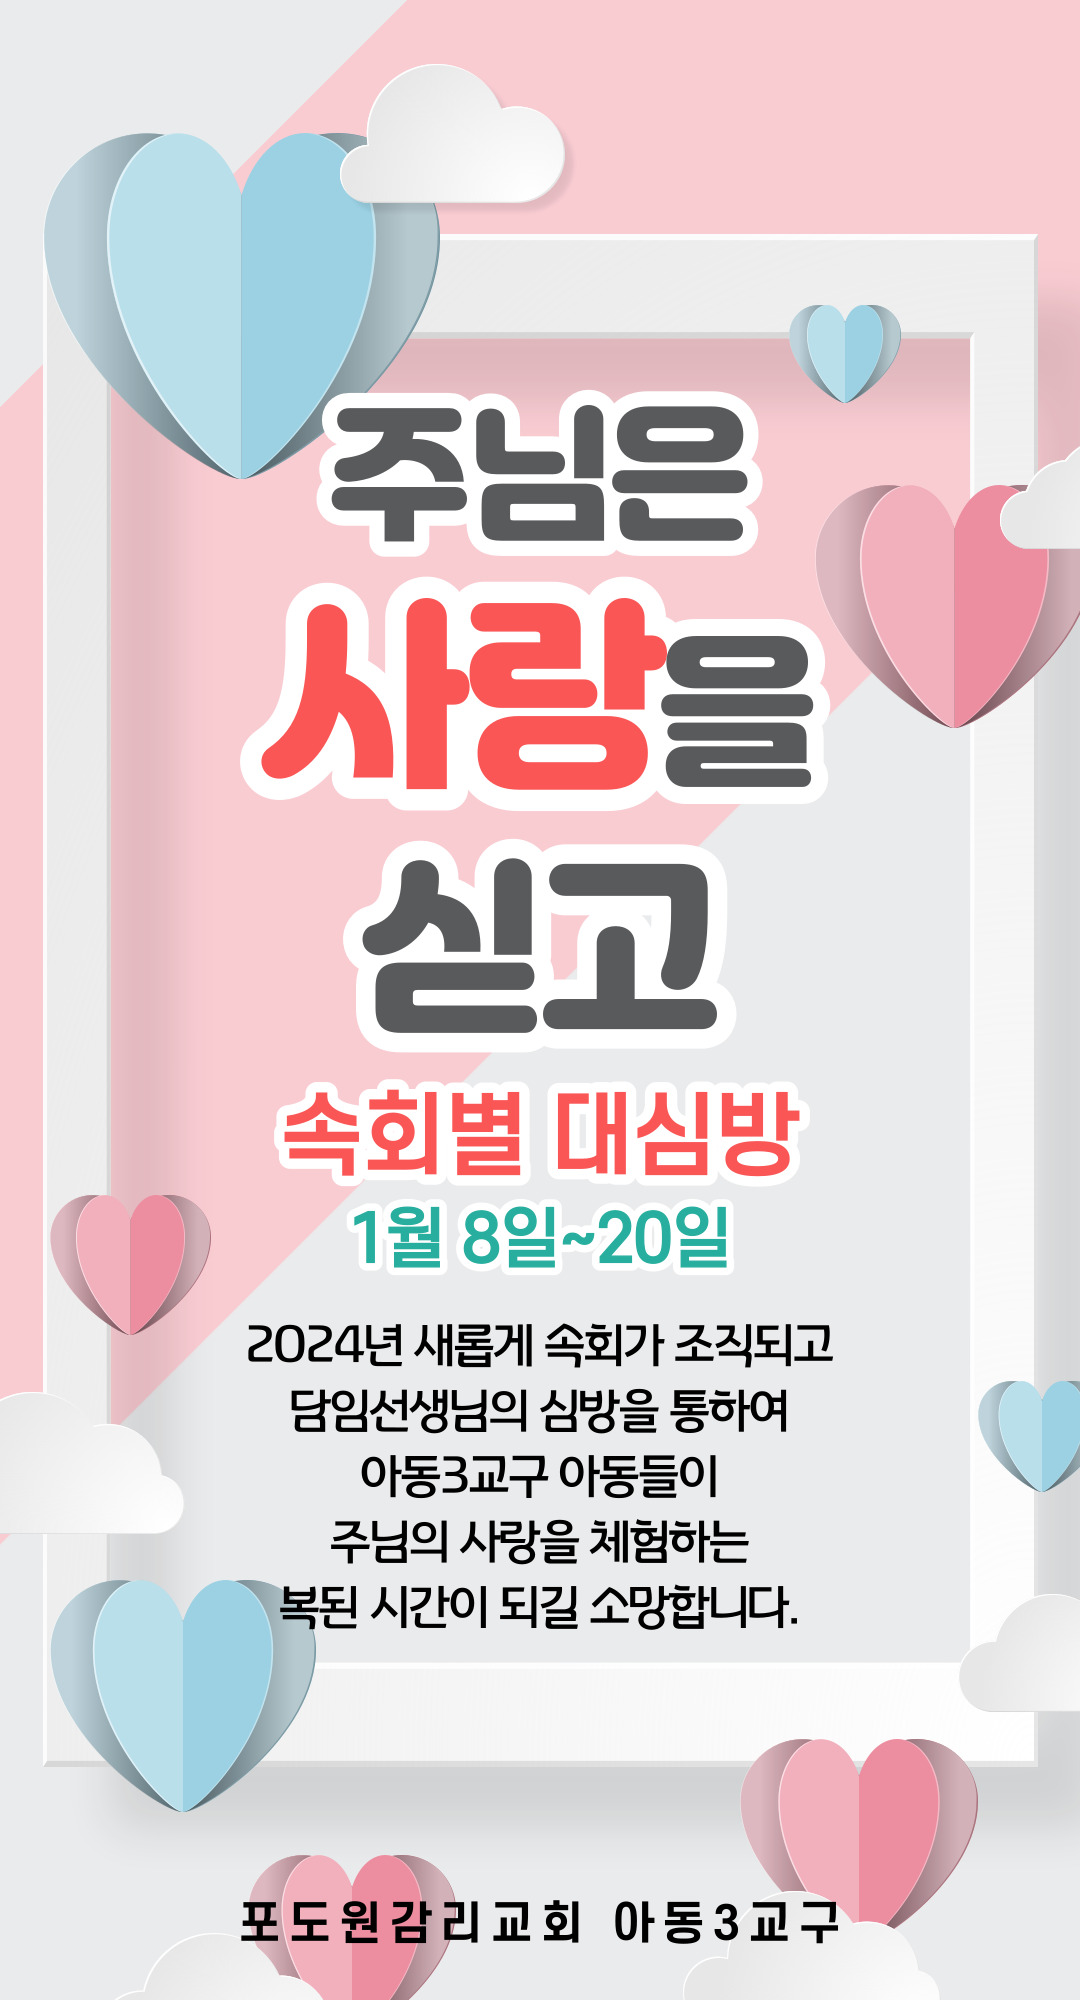 주님은
사랑을
싣고
속회별 대심방
1월 8일~20일
2024년 새롭게 속회가 조직되고
담임선생님의 심방을 통하여
아동3교구 아동들이
주님의 사랑을 체험하는
복된 시간이 되길 소망합니다.
포도원감리교회 아동3교구